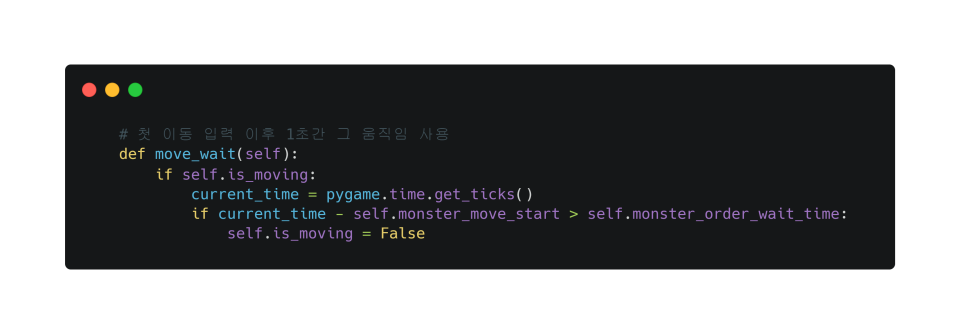 # 첫 이동 입력 이후 1초간 그 움직임 사용
def move_wait(self):
    if self.is_moving:
        current_time = pygame.time.get_ticks()
        if current_time - self.monster_move_start > self.monster_order_wait_time:
            self.is_moving = False